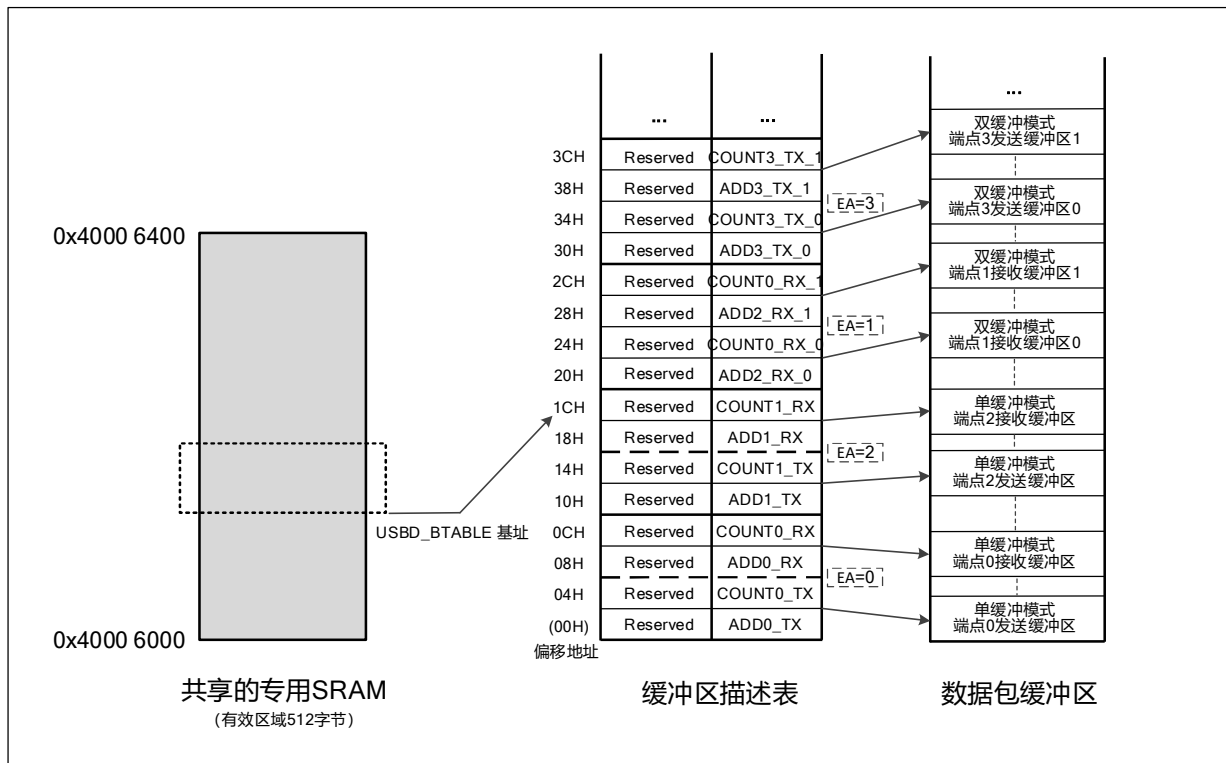 0x4000 6400
0x4000 6000
共享的专用SRAM
(有效区域512字节)
USBD_BTABLE 基址
... ...
3CH Reserved COUNT3_TX_1
38H Reserved ADD3_TX_1
EA=3
34H Reserved COUNT3_TX_0
30H Reserved ADD3_TX_0
2CH Reserved COUNT0_RX_1
28H Reserved ADD2_RX_1
EA=1
24H Reserved COUNT0_RX_0
20H Reserved ADD2_RX_0
1CH Reserved COUNT1_RX
18H Reserved ADD1_RX
EA=2
14H Reserved COUNT1_TX
10H Reserved ADD1_TX
0CH Reserved COUNT0_RX
08H Reserved ADD0_RX
EA=0
04H Reserved COUNT0_TX
(00H) Reserved ADD0_TX
偏移地址
缓冲区描述表
...
双缓冲模式
端点3发送缓冲区1
双缓冲模式
端点3发送缓冲区0
双缓冲模式
端点1接收缓冲区1
双缓冲模式
端点1接收缓冲区0
单缓冲模式
端点2接收缓冲区
单缓冲模式
端点2发送缓冲区
单缓冲模式
端点0接收缓冲区
单缓冲模式
端点0发送缓冲区
数据包缓冲区